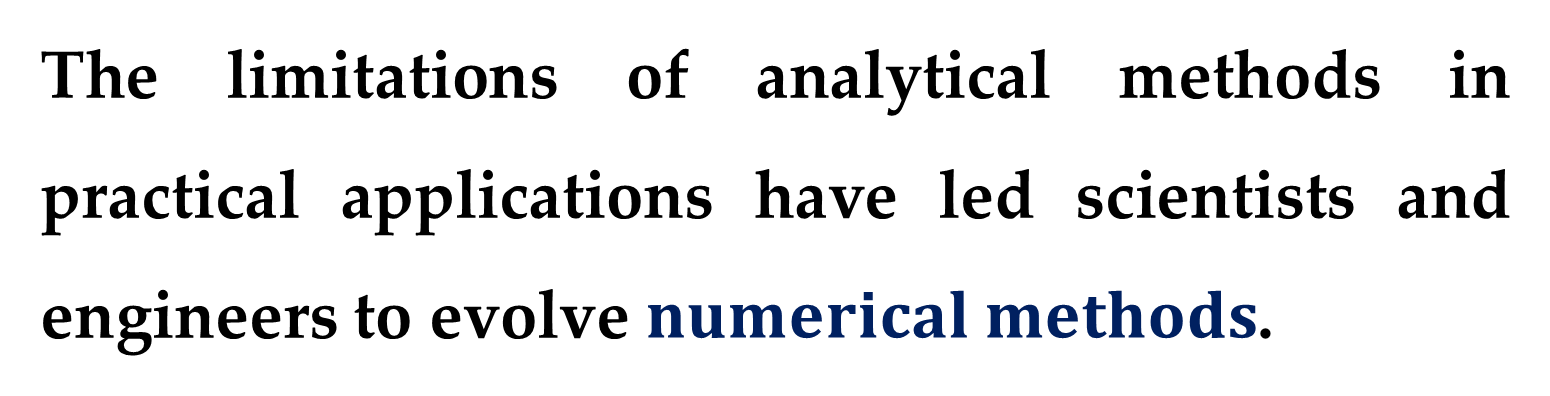 The limitations of analytical methods in
practical applications have led scientists and
engineers to evolve numerical methods.